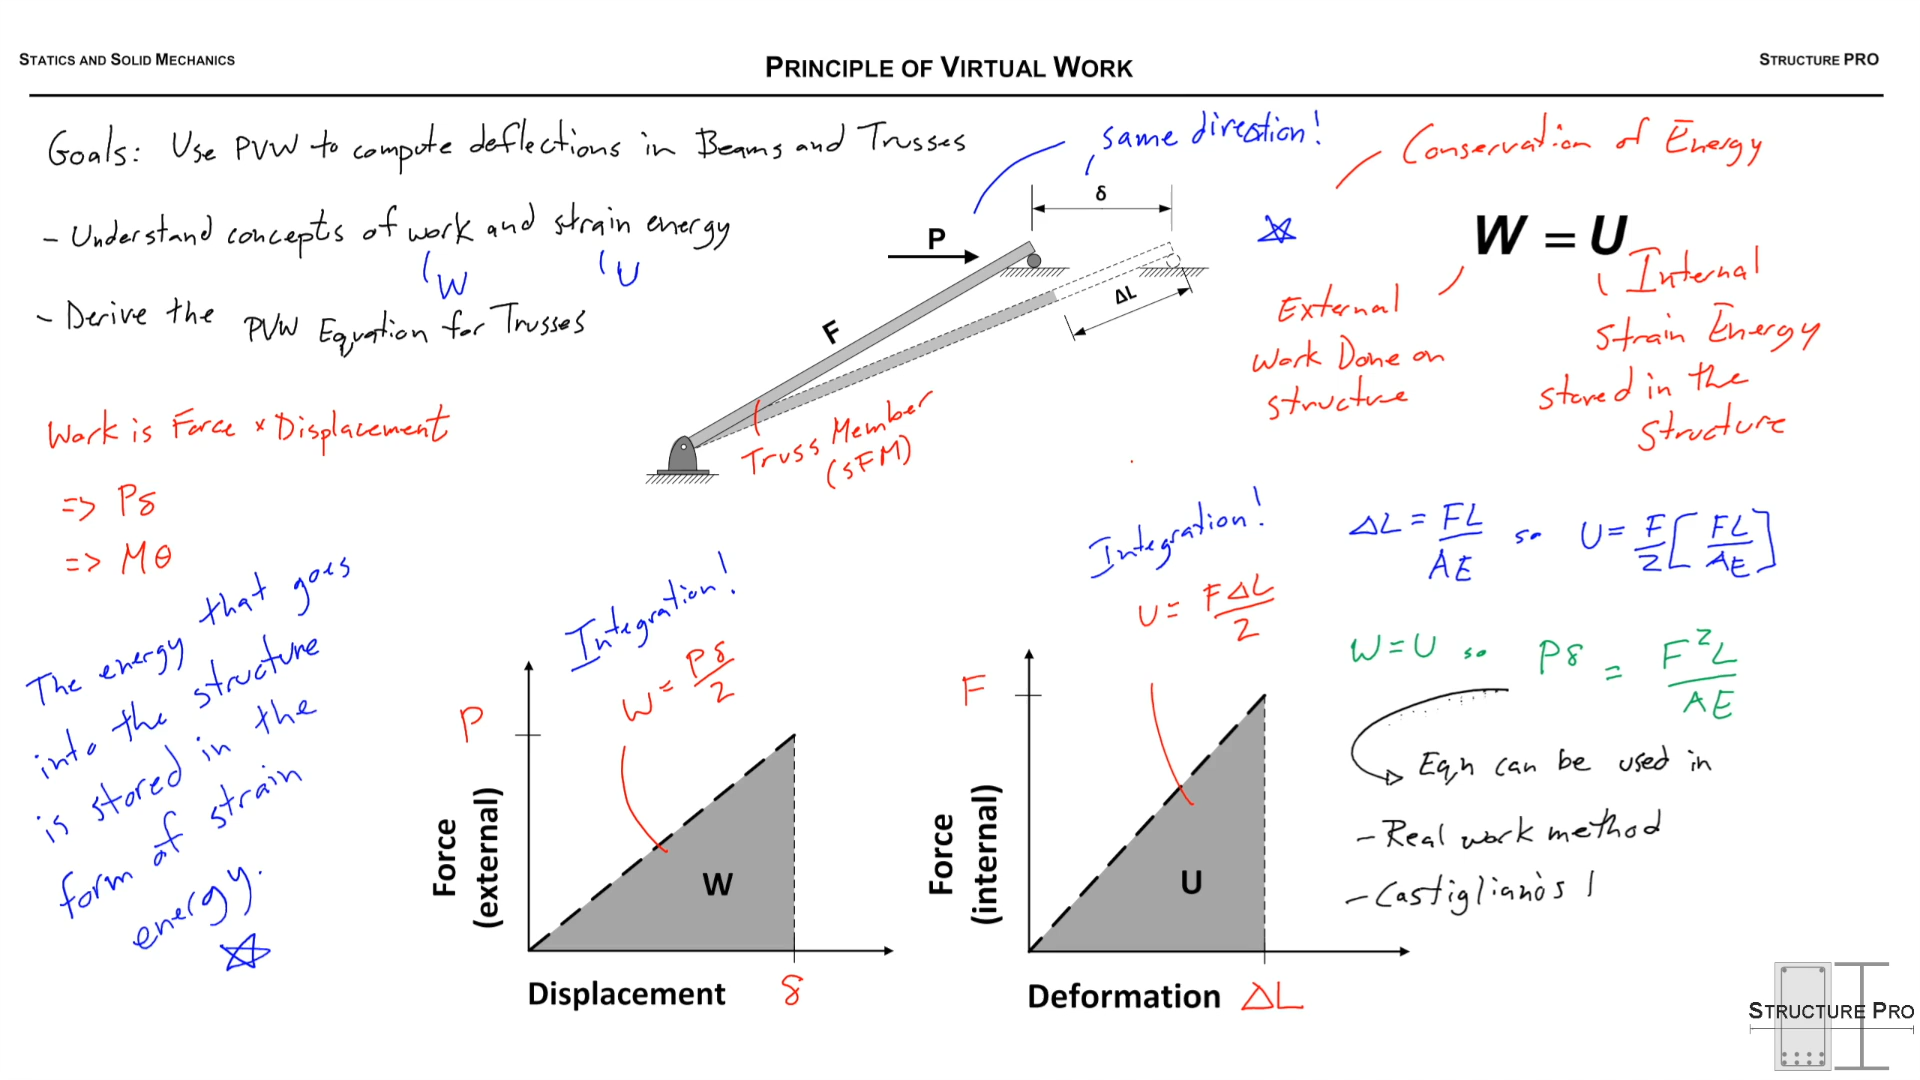 STATICS AND SOLID MECHANICS
PRINCIPLE OF VIRTUAL WORK
STRUCTURE PRO
Goals: Use PVW to compute deflections in Beams and Trusses
- Understand concepts of work and strain energy
W
U
- Derive the PVW Equation for Trusses
Work is Force × Displacement
=> Pδ
=> Mθ
The energy that goes
into the structure
is stored in the
form of strain
energy.
same direction!
δ
P
F
ΔL
Truss Member
(SFM)
Conservation of Energy
W = U
External
Work Done on
structure
Internal
Strain Energy
stored in the
Structure
Integration!
W = Pδ/2
P
Force
(external)
W
Displacement δ
Integration!
U = FΔL/2
F
Force
(internal)
U
Deformation ΔL
ΔL = FL/AE so U = F/2 [FL/AE]
W = U so Pδ = F²L/AE
Eqn can be used in
- Real work method
- Castigliano's
STRUCTURE PRO